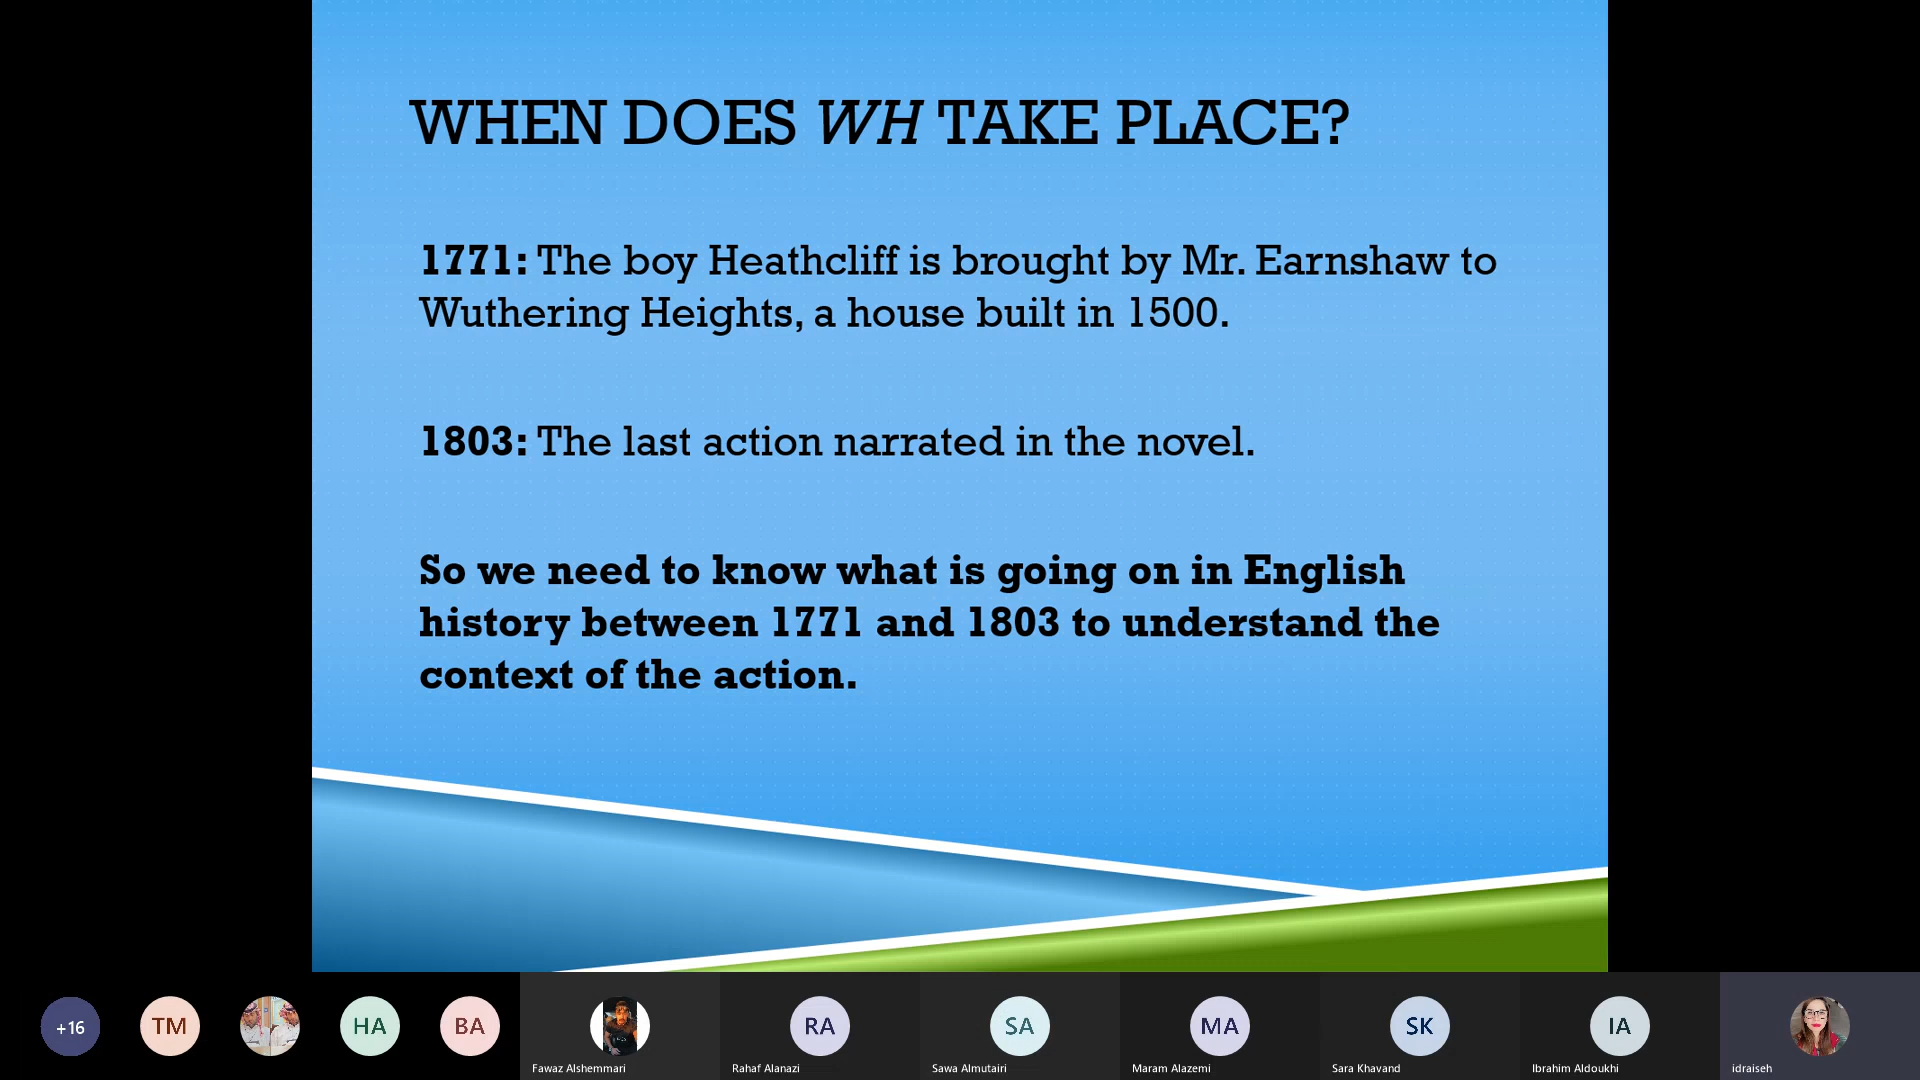 WHEN DOES WH TAKE PLACE?
1771: The boy Heathcliff is brought by Mr. Earnshaw to
Wuthering Heights, a house built in 1500.
1803: The last action narrated in the novel.
So we need to know what is going on in English
history between 1771 and 1803 to understand the
context of the action.
+16
TM
HA
BA
RA
SA
MA
SK
IA
Fawaz Alshemmari
Rahaf Alanazi
Sawa Almutairi
Maram Alazemi
Sara Khavand
Ibrahim Aldoukhi
idraiseh